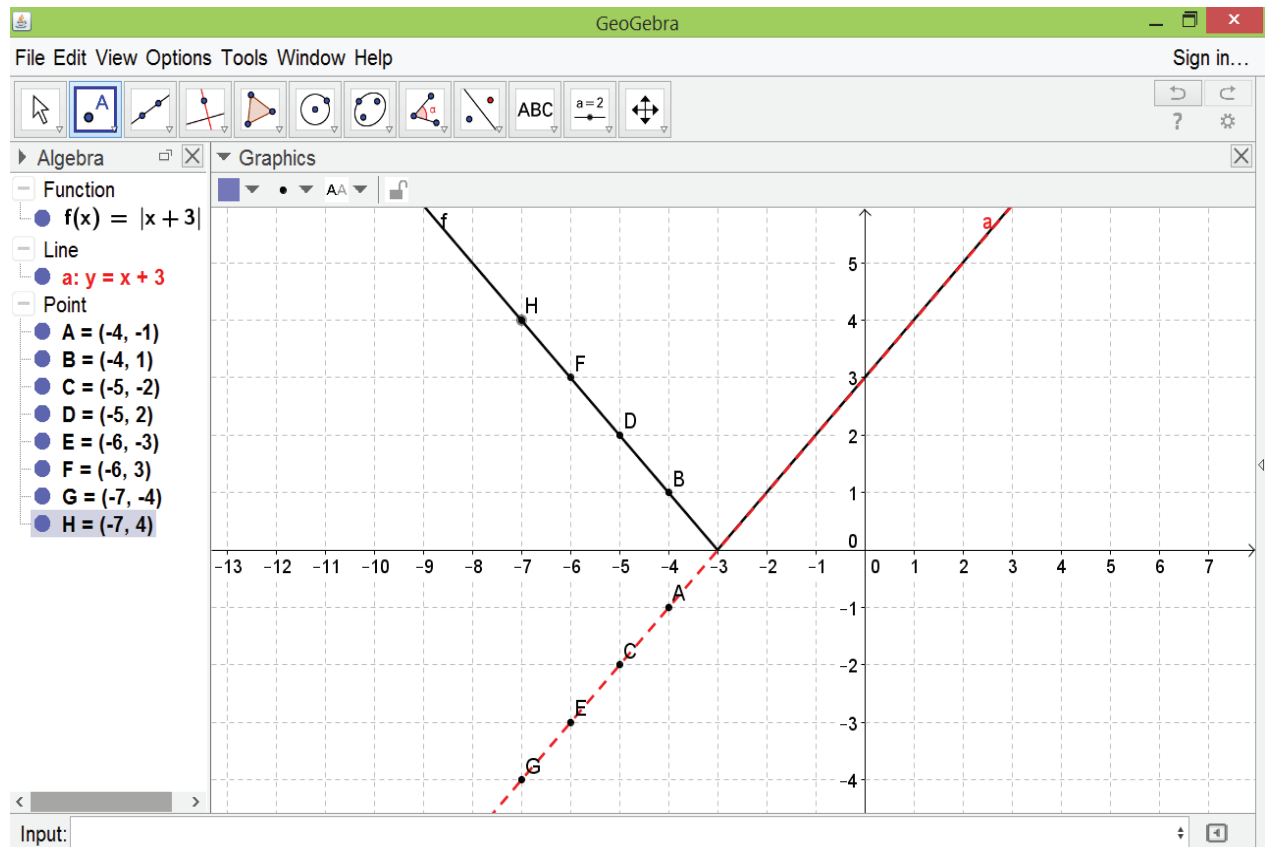 GeoGebra
File Edit View Options Tools Window Help
Sign in...
A
α
ABC
a=2
?
Algebra
Graphics
AA
Function
f(x) = |x + 3|
Line
a: y = x + 3
Point
A = (-4, -1)
B = (-4, 1)
C = (-5, -2)
D = (-5, 2)
E = (-6, -3)
F = (-6, 3)
G = (-7, -4)
H = (-7, 4)
f
a
5
H
4
F
3
D
2
B
1
0
-13 -12 -11 -10 -9 -8 -7 -6 -5 -4 -3 -2 -1 0 1 2 3 4 5 6 7
A
-1
C
-2
E
-3
G
-4
Input: